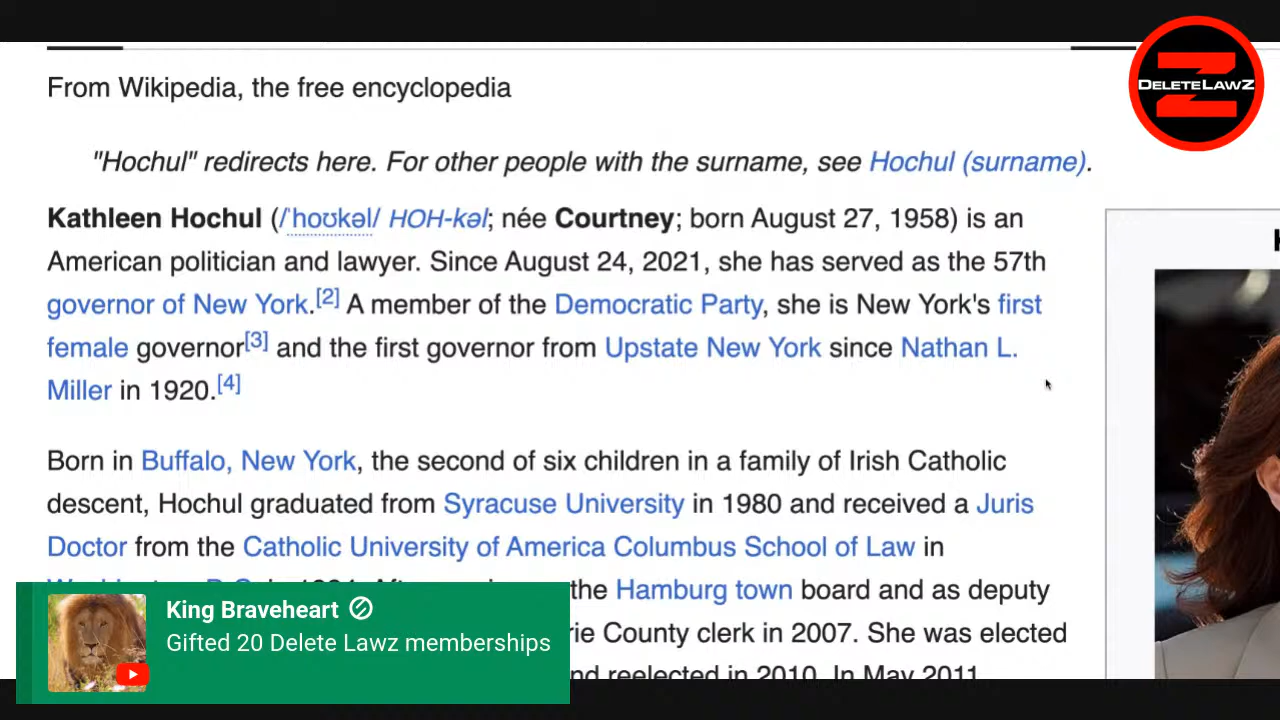 From Wikipedia, the free encyclopedia
DELETELAWZ
"Hochul" redirects here. For other people with the surname, see Hochul (surname).
Kathleen Hochul (/ˈhoʊkəl/ HOH-kəl; née Courtney; born August 27, 1958) is an
American politician and lawyer. Since August 24, 2021, she has served as the 57th
governor of New York.[2] A member of the Democratic Party, she is New York's first
female governor[3] and the first governor from Upstate New York since Nathan L.
Miller in 1920.[4]
Born in Buffalo, New York, the second of six children in a family of Irish Catholic
descent, Hochul graduated from Syracuse University in 1980 and received a Juris
Doctor from the Catholic University of America Columbus School of Law in
the Hamburg town board and as deputy
County clerk in 2007. She was elected
reelected in 2010. In May 2011
King Braveheart
Gifted 20 Delete Lawz memberships